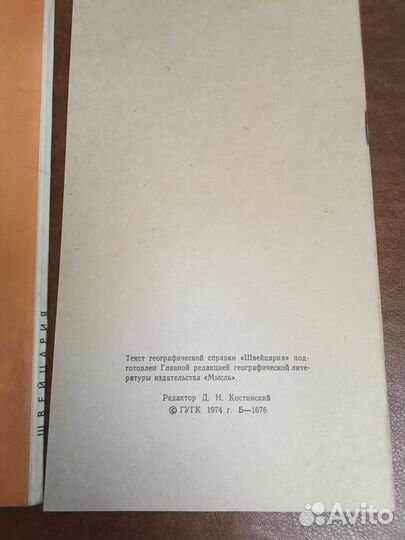 ШВЕЙЦАРИЯ
Текст географической справки «Швейцария» под-
готовлен Главной редакцией географической лите-
ратуры издательства «Мысль».
Редактор Д. Н. Костинский
© ГУГК 1974 г. Б—1676
Avito